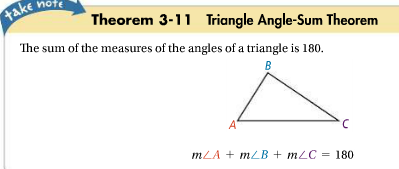 take note
Theorem 3-11 Triangle Angle-Sum Theorem
The sum of the measures of the angles of a triangle is 180.
B
A
C
m∠A + m∠B + m∠C = 180